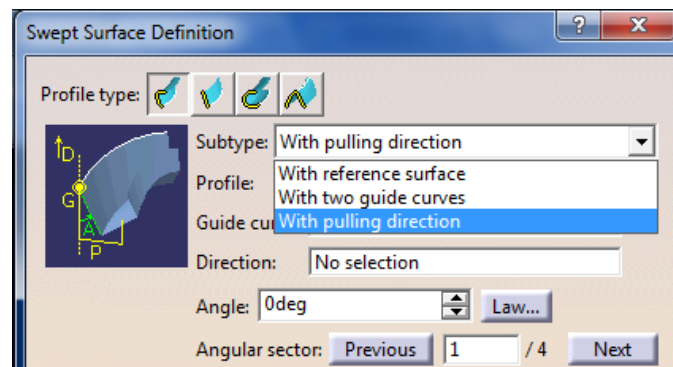 Swept Surface Definition ?
Profile type:
Subtype: With pulling direction
With reference surface
Profile:
With two guide curves
Guide cu With pulling direction
Direction: No selection
Angle: 0deg Law...
Angular sector: Previous 1 / 4 Next
D
G
A
P